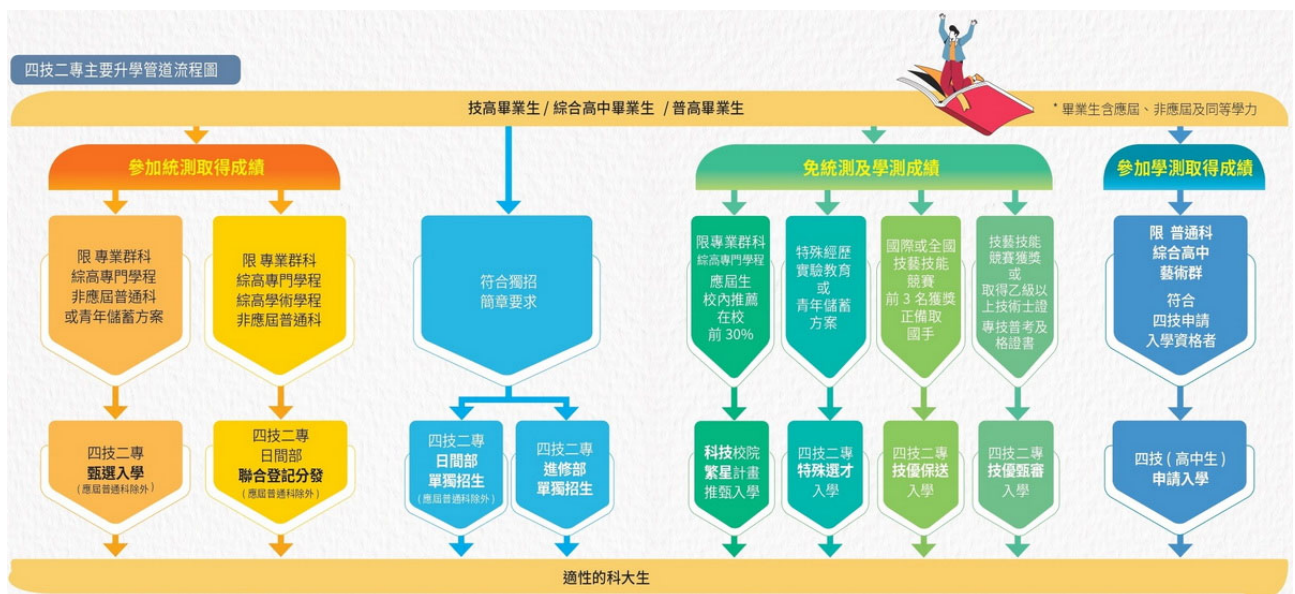 四技二專主要升學管道流程圖
技高畢業生 / 綜合高中畢業生 / 普高畢業生
* 畢業生含應屆、非應屆及同等學力
參加統測取得成績
限 專業群科
綜高專門學程
非應屆普通科
或青年儲蓄方案
四技二專
甄選入學
(應屆普通科除外)
限 專業群科
綜高專門學程
綜高學術學程
非應屆普通科
四技二專
日間部
聯合登記分發
(應屆普通科除外)
符合獨招
簡章要求
四技二專
日間部
單獨招生
(應屆普通科除外)
四技二專
進修部
單獨招生
免統測及學測成績
限專業群科
綜高專門學程
應屆生
校內推薦
在校
前 30%
科技校院
繁星計畫
推甄入學
特殊經歷
實驗教育
或
青年儲蓄
方案
四技二專
特殊選才
入學
國際或全國
技藝技能
競賽
前 3 名獲獎
正備取
國手
四技二專
技優保送
入學
技藝技能
競賽獲獎
或
取得乙級以
上技術士證
專技普考及
格證書
四技二專
技優甄審
入學
參加學測取得成績
限 普通科
綜合高中
藝術群
符合
四技申請
入學資格者
四技 ( 高中生 )
申請入學
適性的科大生